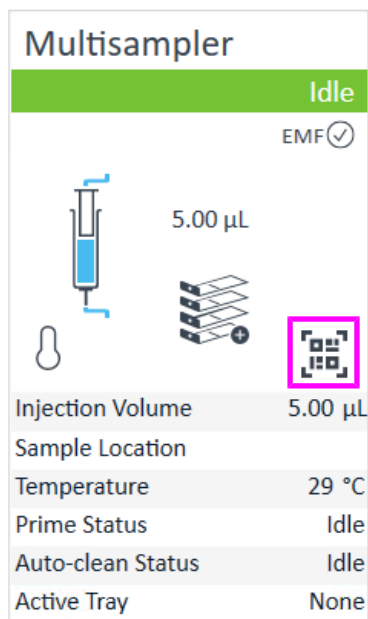 Multisampler
Idle
EMF
5.00 µL
Injection Volume 5.00 µL
Sample Location
Temperature 29 °C
Prime Status Idle
Auto-clean Status Idle
Active Tray None